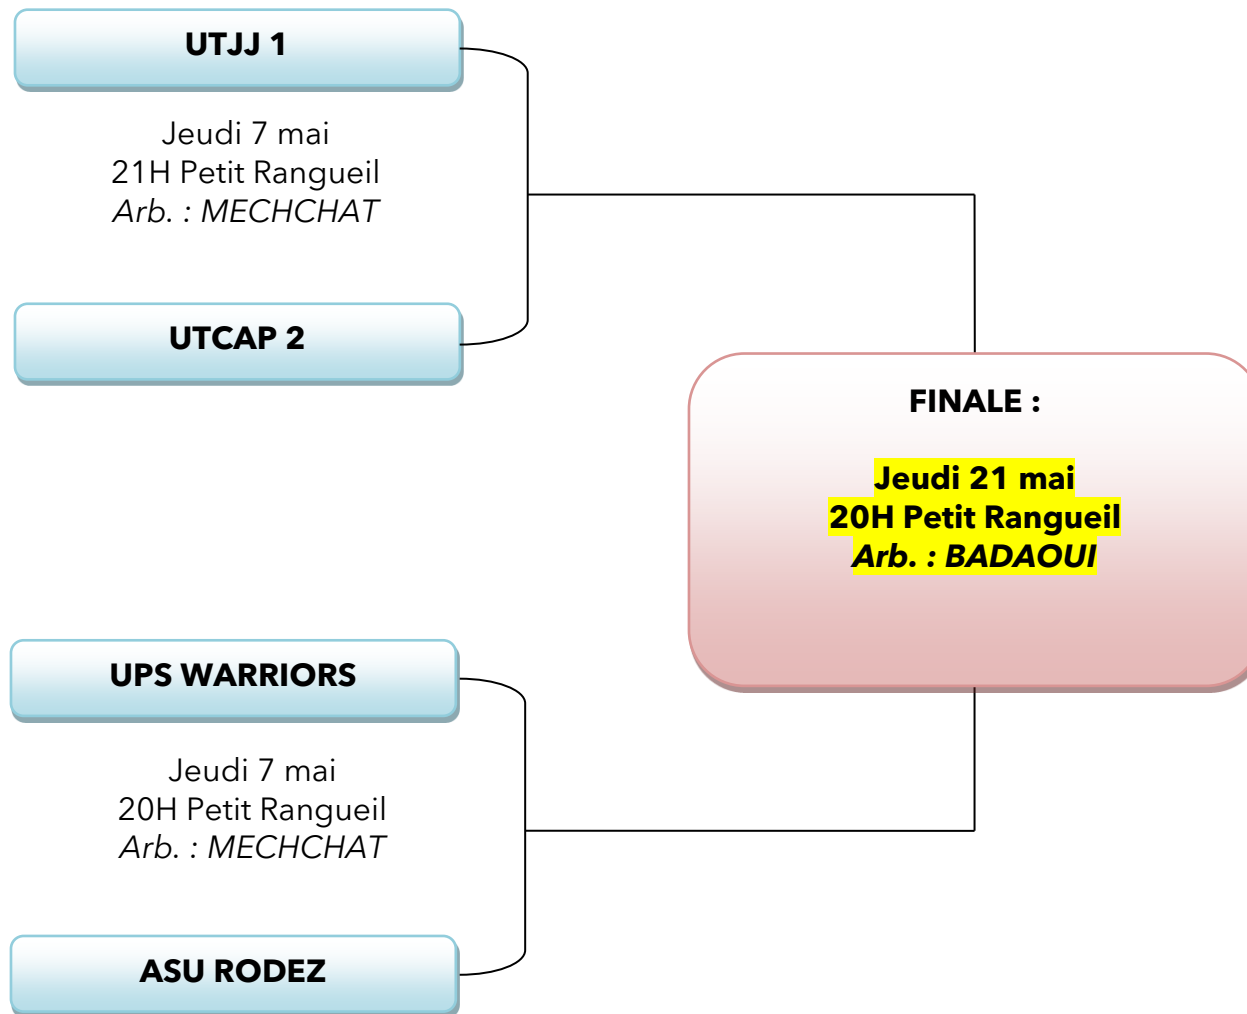 UTJJ 1
Jeudi 7 mai
21H Petit Rangueil
Arb. : MECHCHAT
UTCAP 2
FINALE :
Jeudi 21 mai
20H Petit Rangueil
Arb. : BADAOUI
UPS WARRIORS
Jeudi 7 mai
20H Petit Rangueil
Arb. : MECHCHAT
ASU RODEZ